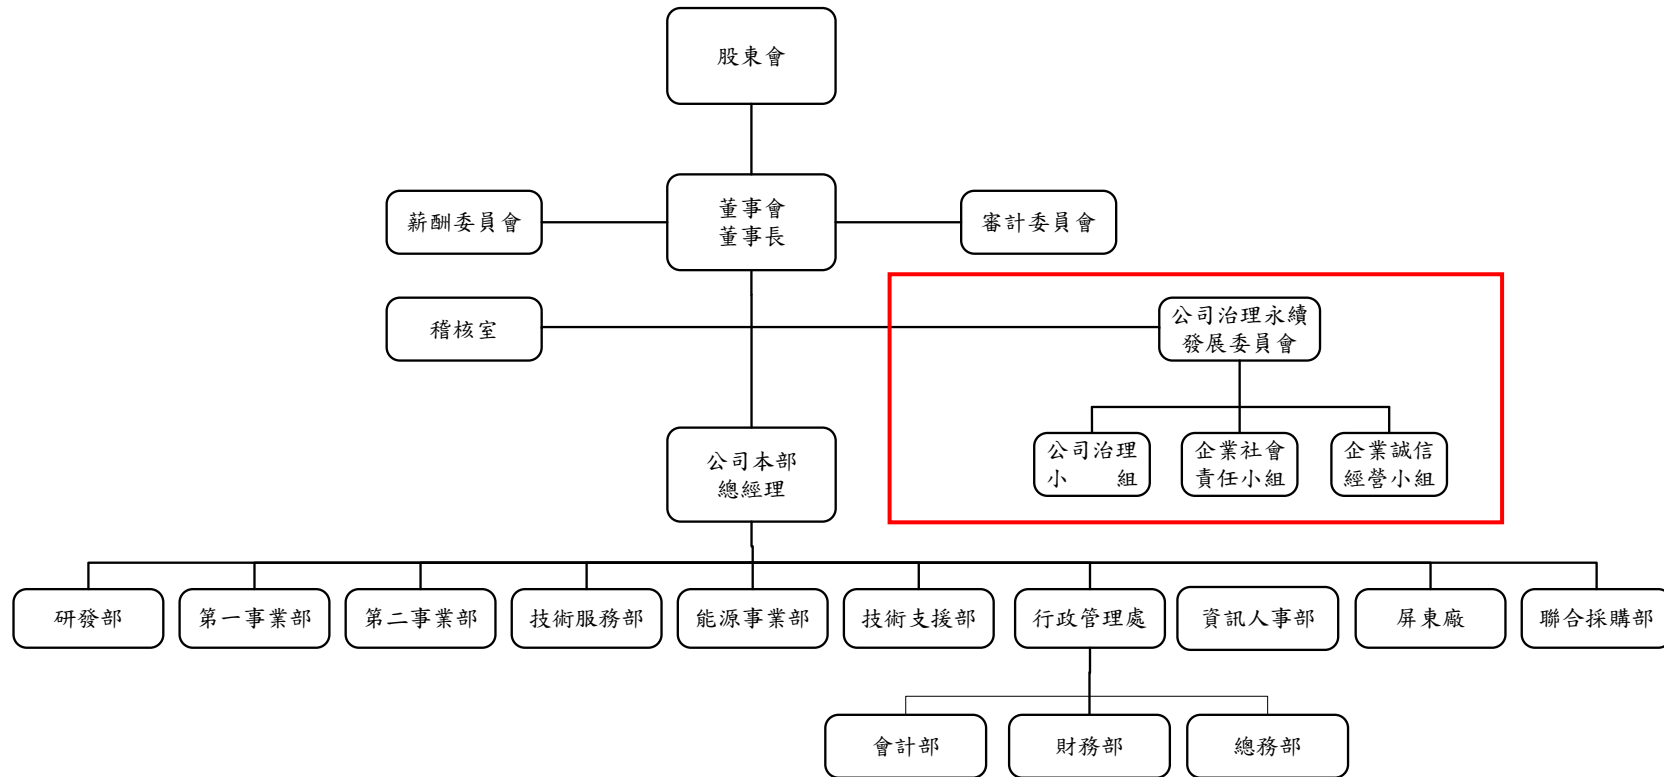 股東會
董事會
董事長
薪酬委員會
審計委員會
稽核室
公司治理永續
發展委員會
公司治理
小 組
企業社會
責任小組
企業誠信
經營小組
公司本部
總經理
研發部
第一事業部
第二事業部
技術服務部
能源事業部
技術支援部
行政管理處
資訊人事部
屏東廠
聯合採購部
會計部
財務部
總務部